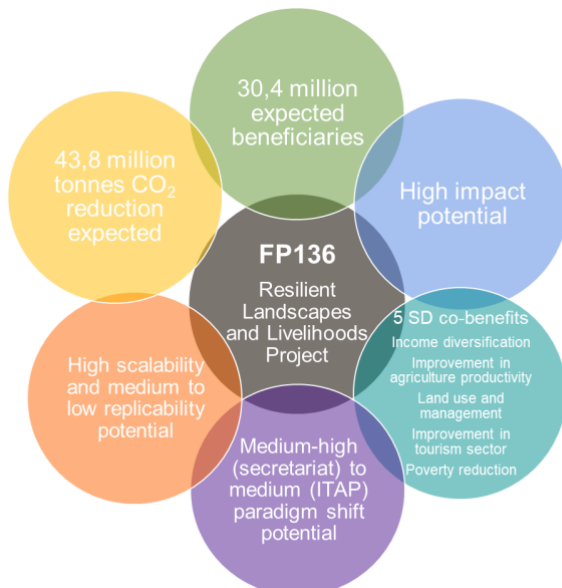 30,4 million
expected
beneficiaries
43,8 million
tonnes CO₂
reduction
expected
High impact
potential
FP136
Resilient
Landscapes
and Livelihoods
Project
5 SD co-benefits
Income diversification
Improvement in
agriculture productivity
Land use and
management
Improvement in
tourism sector
Poverty reduction
High scalability
and medium to
low replicability
potential
Medium-high
(secretariat) to
medium (ITAP)
paradigm shift
potential